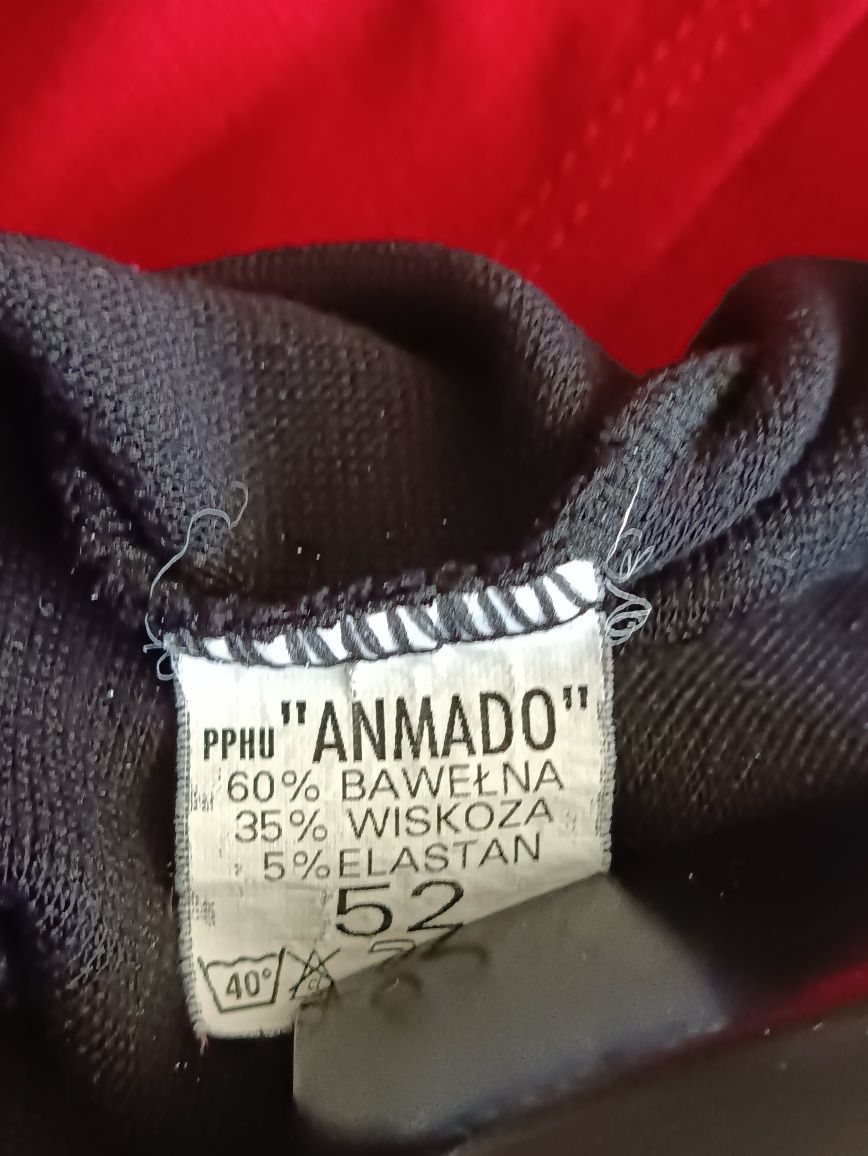 PPHU "ANMADO"
60% BAWEŁNA
35% WISKOZA
5% ELASTAN
52
40°